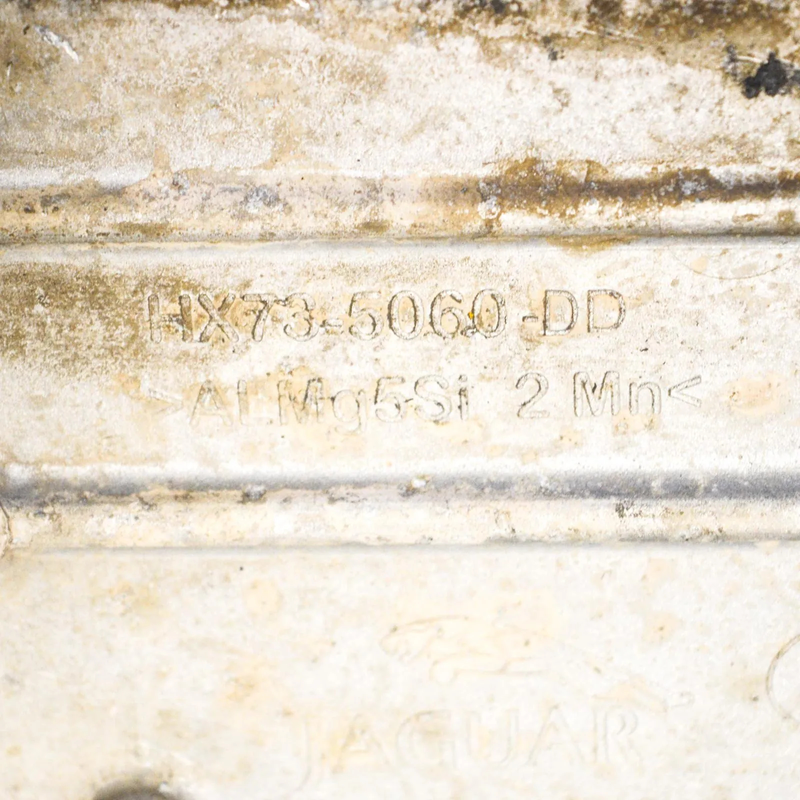 HX73-5060-DD
>ALMg5Si 2 Mn<
JAGUAR